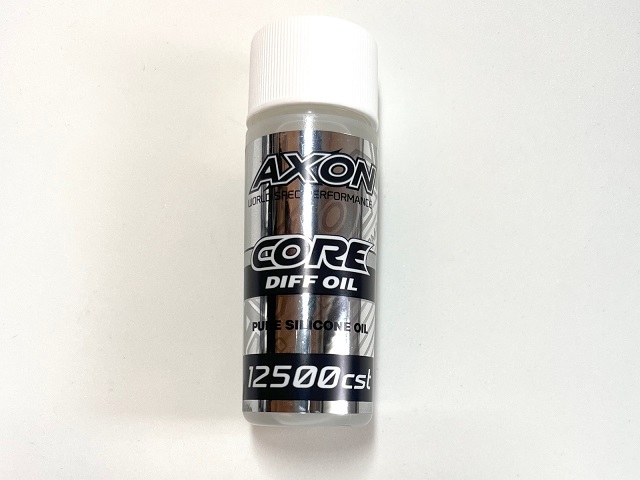 AXON
WORLD SPEC PERFORMANCE
CORE
DIFF OIL
PURE SILICONE OIL
12500cst